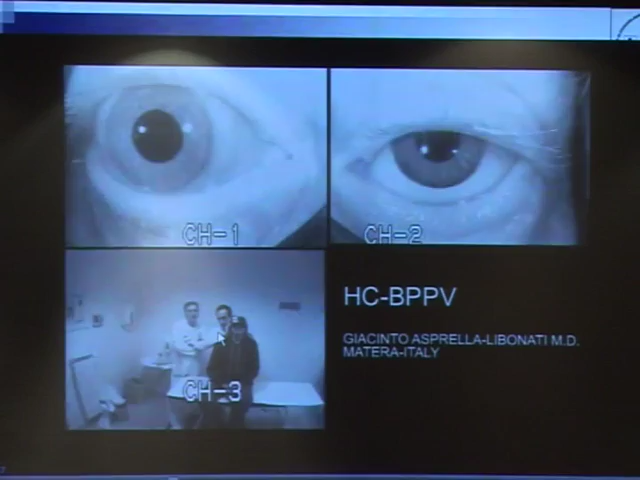 CH-1
CH-2
CH-3
HC-BPPV
GIACINTO ASPRELLA-LIBONATI M.D.
MATERA-ITALY